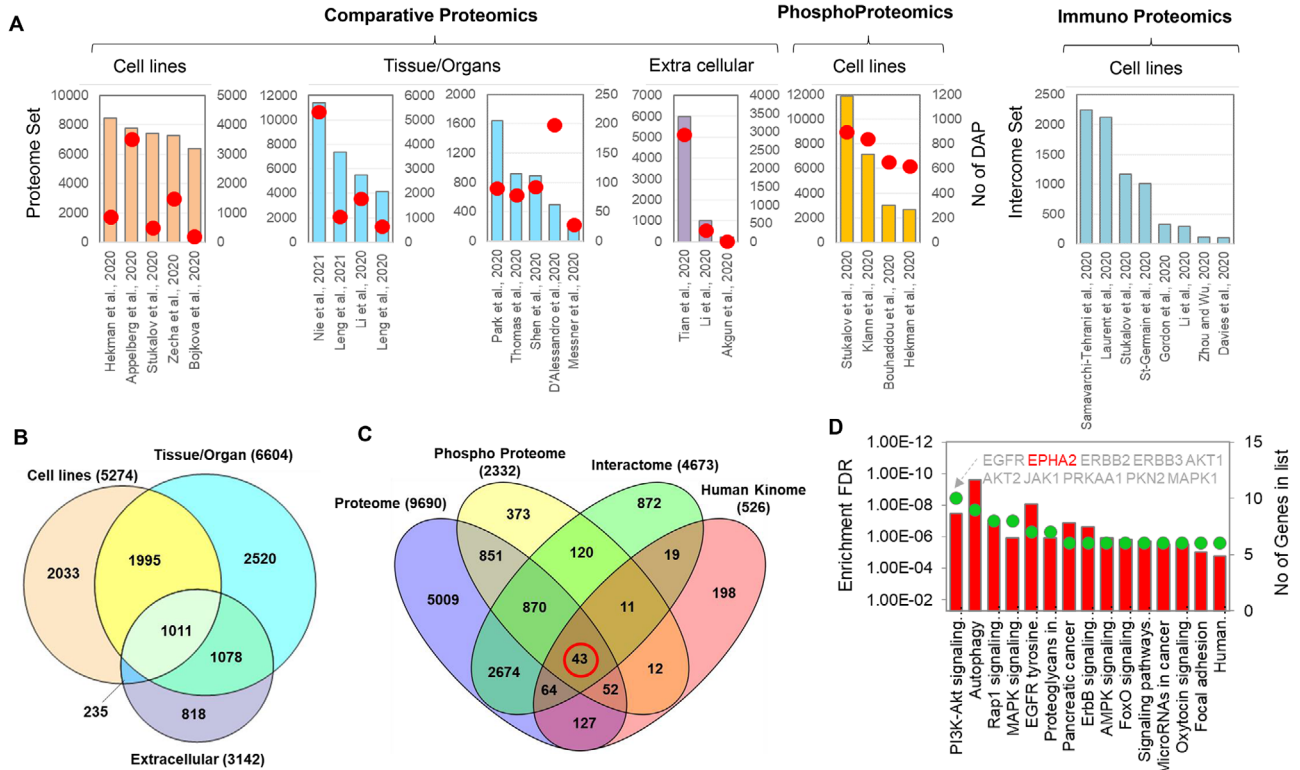 A
Comparative Proteomics
PhosphoProteomics
Immuno Proteomics
Cell lines
Tissue/Organs
Extra cellular
Cell lines
Cell lines
Proteome Set
10000
8000
6000
4000
2000
0
5000
4000
3000
2000
1000
0
Hekman et al., 2020
Appelberg et al., 2020
Stukalov et al., 2020
Zecha et al., 2020
Bojkova et al., 2020
12000
10000
8000
6000
4000
2000
0
6000
5000
4000
3000
2000
1000
0
Nie et al., 2021
Leng et al., 2021
Li et al., 2020
Leng et al., 2020
2000
1600
1200
800
400
0
250
200
150
100
50
0
Park et al., 2020
Thomas et al., 2020
Shen et al., 2020
D'Alessandro et al.,2020
Messner et al., 2020
7000
6000
5000
4000
3000
2000
1000
0
4000
3500
3000
2500
2000
1500
1000
500
0
Tian et al., 2020
Li et al., 2020
Akgun et al., 2020
12000
10000
8000
6000
4000
2000
0
1200
1000
800
600
400
200
0
No of DAP
Stukalov et al., 2020
Klann et al., 2020
Bouhaddou et al., 2020
Hekman et al., 2020
Intercome Set
2500
2000
1500
1000
500
0
Samavarchi-Tehrani et al., 2020
Laurent et al., 2020
Stukalov et al., 2020
St-Germain et al., 2020
Gordon et al., 2020
Li et al., 2020
Zhou and Wu, 2020
Davies et al., 2020
B
Tissue/Organ (6604)
Cell lines (5274)
2033
1995
2520
1011
1078
235
818
Extracellular (3142)
C
Phospho Proteome
(2332)
Interactome (4673)
Proteome (9690)
Human Kinome
(526)
373
872
851
120
19
5009
870
11
198
2674
43
12
64
52
127
D
Enrichment FDR
1.00E-12
1.00E-10
1.00E-08
1.00E-06
1.00E-04
1.00E-02
EGFR EPHA2 ERBB2 ERBB3 AKT1
AKT2 JAK1 PRKAA1 PKN2 MAPK1
15
10
5
0
No of Genes in list
PI3K-Akt signaling..
Autophagy
Rap1 signaling..
MAPK signaling..
EGFR tyrosine..
Proteoglycans in..
Pancreatic cancer
ErbB signaling..
AMPK signaling..
FoxO signaling..
Signaling pathways..
MicroRNAs in cancer
Oxytocin signaling..
Focal adhesion
Human..